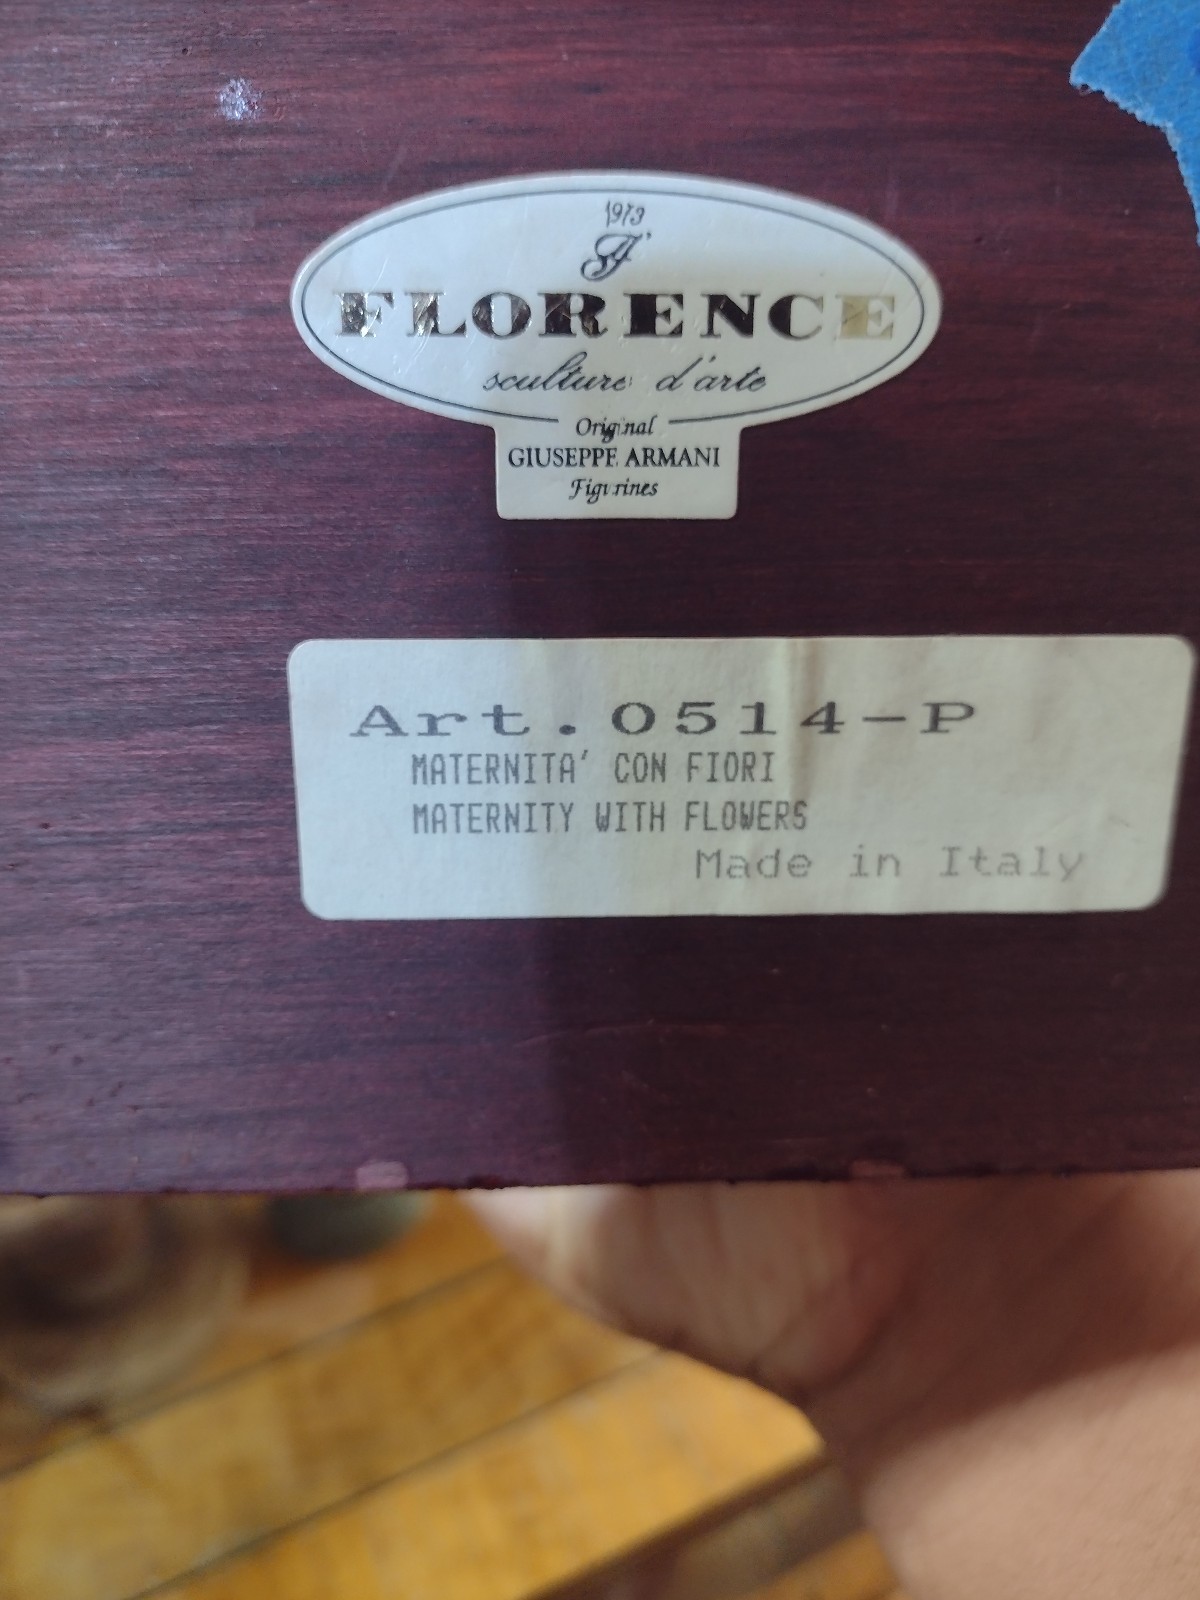 1973
F
FLORENCE
sculture d'arte
Original
GIUSEPPE ARMANI
Figurines
Art.0514-P
MATERNITA' CON FIORI
MATERNITY WITH FLOWERS
Made in Italy